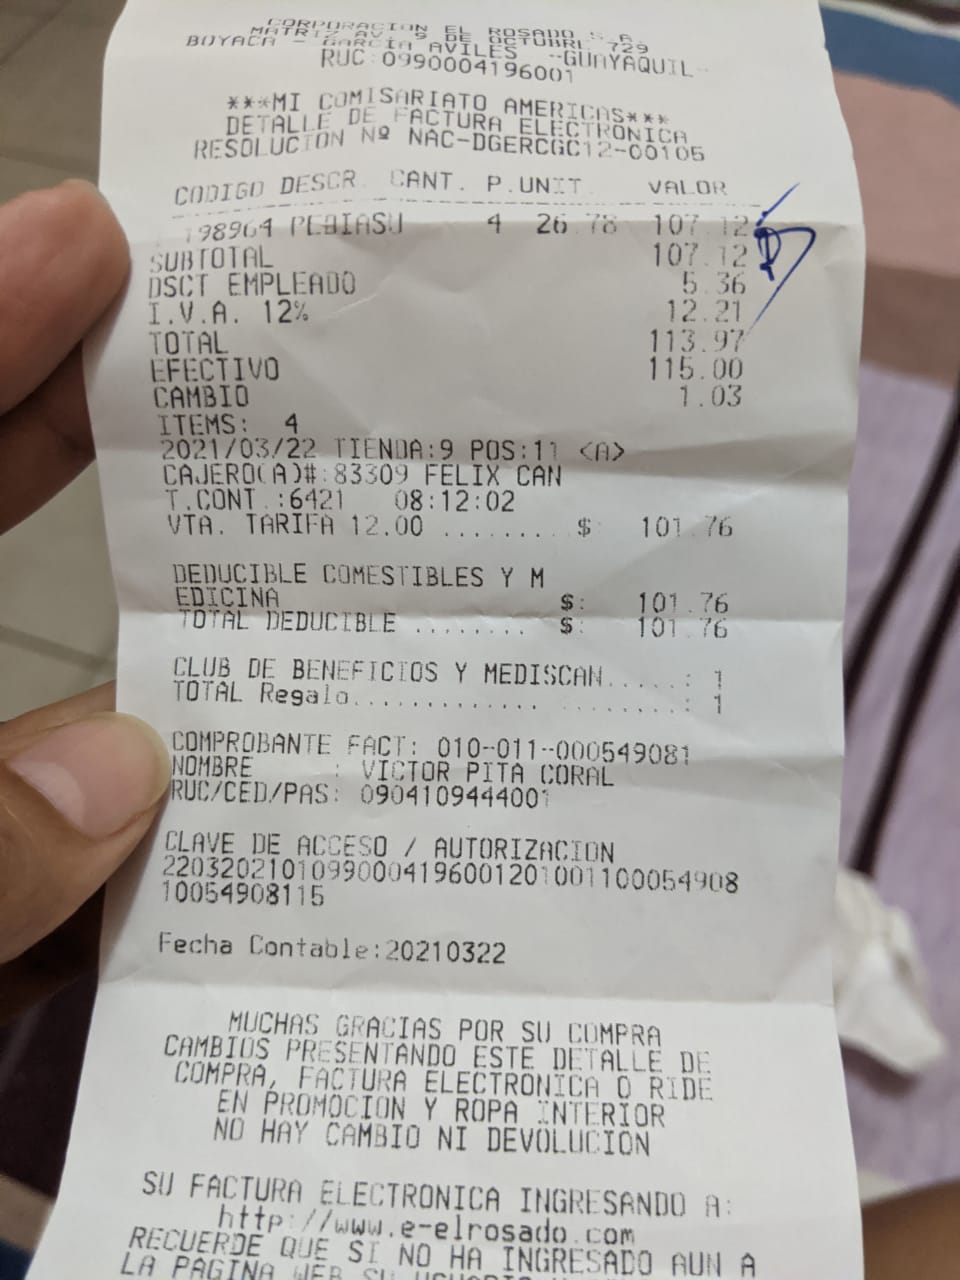 CORPORACION EL ROSADO S.A.
MATRIZ AV. 9 DE OCTUBRE 729
BOYACA - GARCIA AVILES --GUAYAQUIL-
RUC:0990004196001
***MI COMISARIATO AMERICAS***
DETALLE DE FACTURA ELECTRONICA
RESOLUCION Nº NAC-DGERCGC12-00105
CODIGO DESCR. CANT. P.UNIT. VALOR
198964 PEDIASU 4 26.78 107.12
SUBTOTAL 107.12
DSCT EMPLEADO 5.36
I.V.A. 12% 12.21
TOTAL 113.97
EFECTIVO 115.00
CAMBIO 1.03
ITEMS: 4
2021/03/22 TIENDA:9 POS:11 <A>
CAJERO(A)#:83309 FELIX CAN
T.CONT.:6421 08:12:02
VTA. TARIFA 12.00 ........ $ 101.76
DEDUCIBLE COMESTIBLES Y M
EDICINA $: 101.76
TOTAL DEDUCIBLE ........ $: 101.76
CLUB DE BENEFICIOS Y MEDISCAN.....: 1
TOTAL Regalo......................: 1
COMPROBANTE FACT: 010-011-000549081
NOMBRE : VICTOR PITA CORAL
RUC/CED/PAS: 0904109444001
CLAVE DE ACCESO / AUTORIZACION
22032021010990004196001201001100054908
10054908115
Fecha Contable:20210322
MUCHAS GRACIAS POR SU COMPRA
CAMBIOS PRESENTANDO ESTE DETALLE DE
COMPRA, FACTURA ELECTRONICA O RIDE
EN PROMOCION Y ROPA INTERIOR
NO HAY CAMBIO NI DEVOLUCION
SU FACTURA ELECTRONICA INGRESANDO A:
http://www.e-elrosado.com
RECUERDE QUE SI NO HA INGRESADO AUN A
LA PAGINA WEB SU